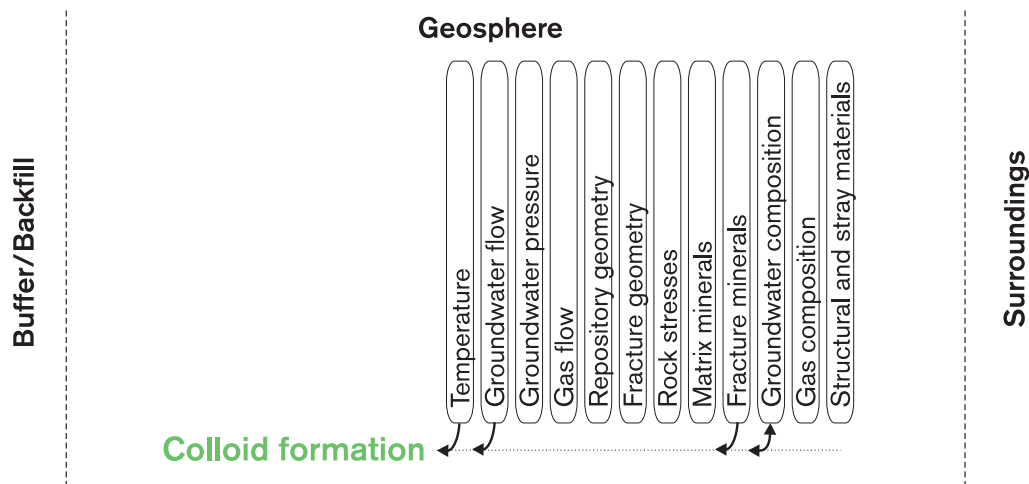 Geosphere
Buffer/Backfill
Temperature
Groundwater flow
Groundwater pressure
Gas flow
Repository geometry
Fracture geometry
Rock stresses
Matrix minerals
Fracture minerals
Groundwater composition
Gas composition
Structural and stray materials
Surroundings
Colloid formation